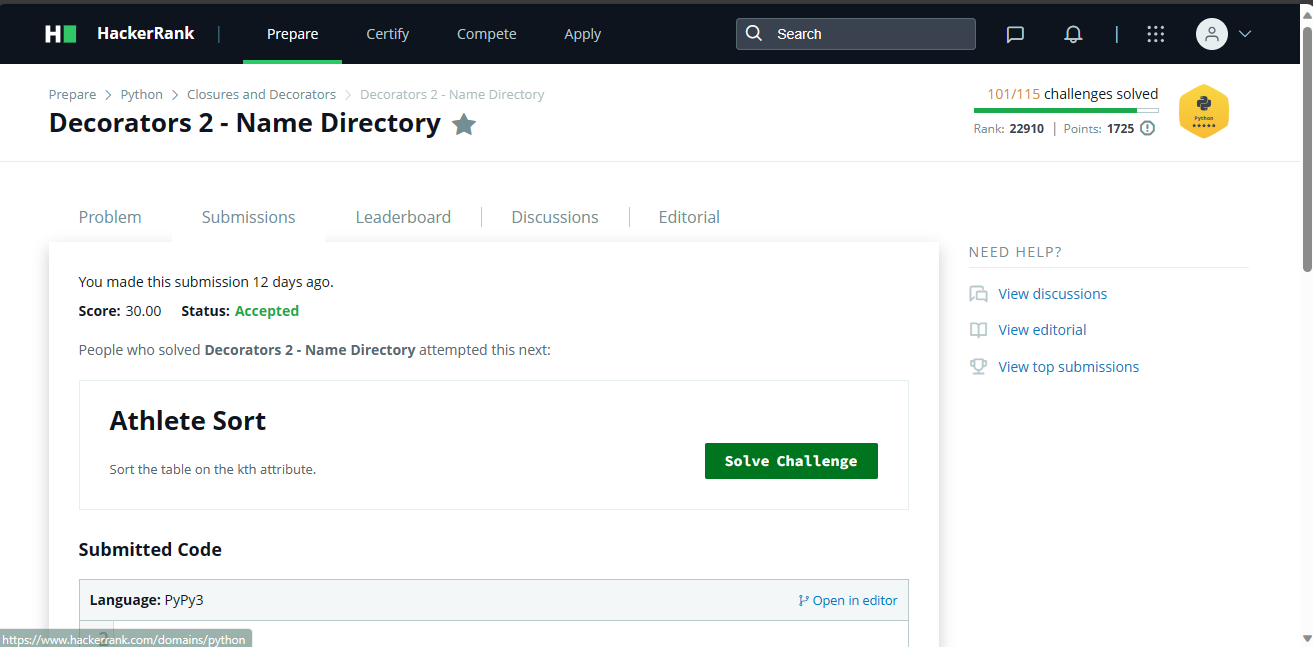 HackerRank | Prepare Certify Compete Apply Search
Prepare > Python > Closures and Decorators > Decorators 2 - Name Directory
Decorators 2 - Name Directory
101/115 challenges solved
Rank: 22910 | Points: 1725
Python
Problem Submissions Leaderboard Discussions Editorial
You made this submission 12 days ago.
Score: 30.00 Status: Accepted
People who solved Decorators 2 - Name Directory attempted this next:
Athlete Sort
Sort the table on the kth attribute.
Solve Challenge
Submitted Code
Language: PyPy3 Open in editor
2
NEED HELP?
View discussions
View editorial
View top submissions
https://www.hackerrank.com/domains/python